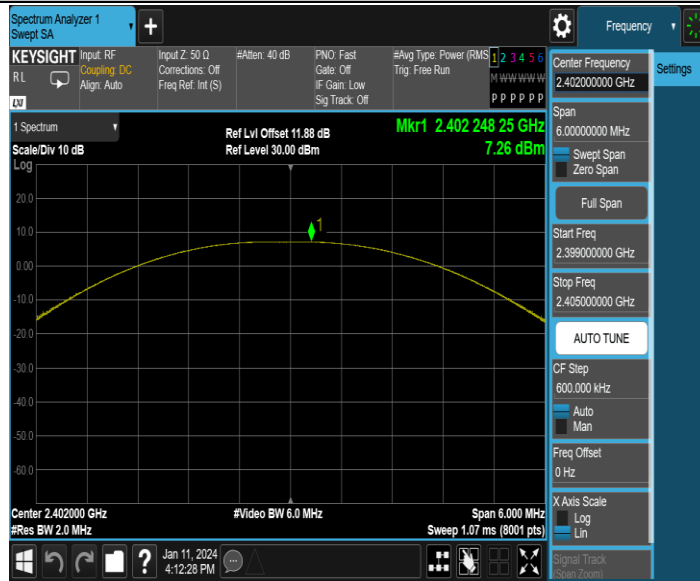 Spectrum Analyzer 1
Swept SA
+
Frequency
KEYSIGHT
RL
LXI
Input: RF
Coupling: DC
Align: Auto
Input Z: 50 Ω
Corrections: Off
Freq Ref: Int (S)
#Atten: 40 dB
PNO: Fast
Gate: Off
IF Gain: Low
Sig Track: Off
#Avg Type: Power (RMS
Trig: Free Run
1 2 3 4 5 6
M W W W W W
P P P P P P
1 Spectrum
Scale/Div 10 dB
Log
Ref Lvl Offset 11.88 dB
Ref Level 30.00 dBm
Mkr1 2.402 248 25 GHz
7.26 dBm
20.0
10.0
0.00
-10.0
-20.0
-30.0
-40.0
-50.0
-60.0
1
Center 2.402000 GHz
#Res BW 2.0 MHz
#Video BW 6.0 MHz
Span 6.000 MHz
Sweep 1.07 ms (8001 pts)
Jan 11, 2024
4:12:28 PM
Center Frequency
2.402000000 GHz
Settings
Span
6.00000000 MHz
Swept Span
Zero Span
Full Span
Start Freq
2.399000000 GHz
Stop Freq
2.405000000 GHz
AUTO TUNE
CF Step
600.000 kHz
Auto
Man
Freq Offset
0 Hz
X Axis Scale
Log
Lin
Signal Track
(Span Zoom)